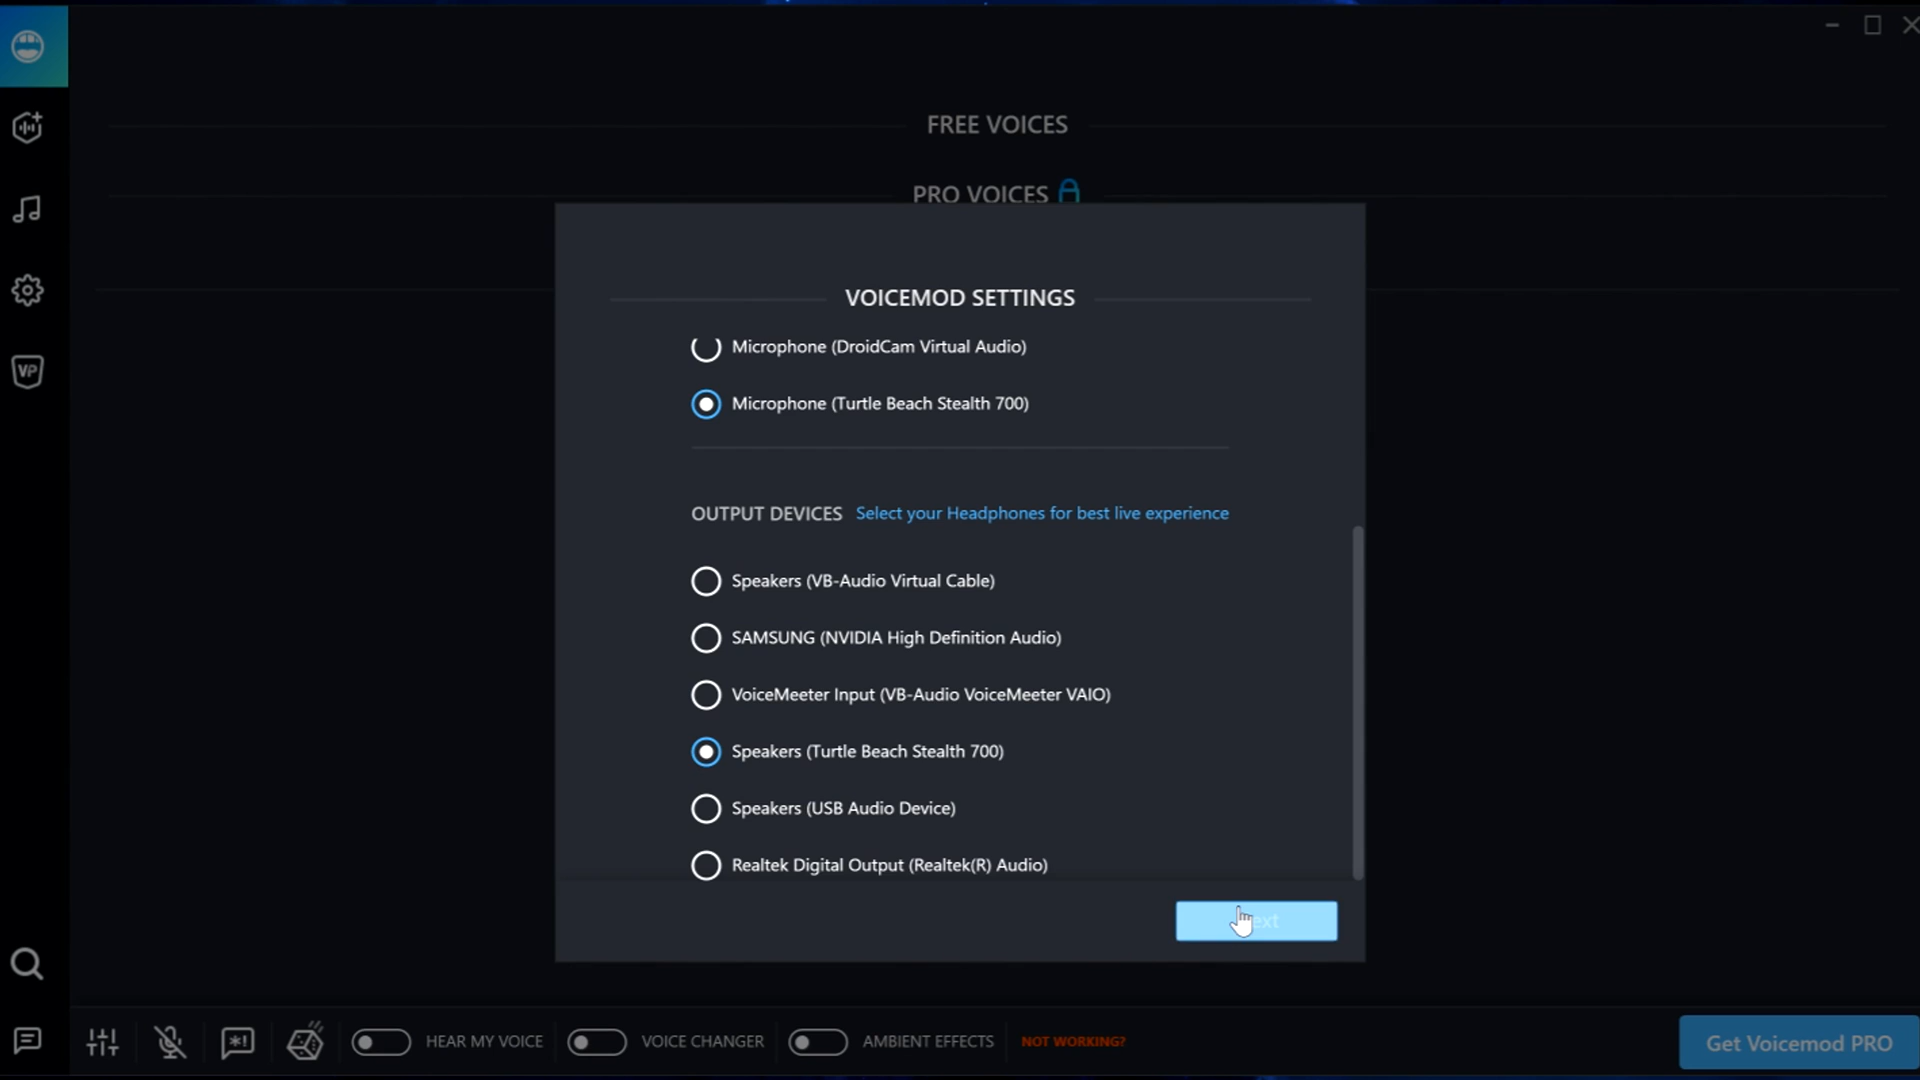 FREE VOICES
PRO VOICES
VP
VOICEMOD SETTINGS
Microphone (DroidCam Virtual Audio)
Microphone (Turtle Beach Stealth 700)
OUTPUT DEVICES Select your Headphones for best live experience
Speakers (VB-Audio Virtual Cable)
SAMSUNG (NVIDIA High Definition Audio)
VoiceMeeter Input (VB-Audio VoiceMeeter VAIO)
Speakers (Turtle Beach Stealth 700)
Speakers (USB Audio Device)
Realtek Digital Output (Realtek(R) Audio)
HEAR MY VOICE VOICE CHANGER AMBIENT EFFECTS NOT WORKING? Get Voicemod PRO